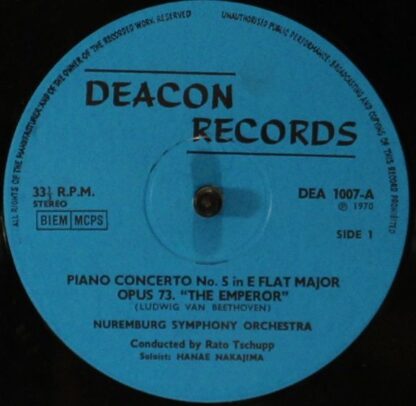 ALL RIGHTS OF THE MANUFACTURER AND OF THE OWNER OF THE RECORDED WORK RESERVED
UNAUTHORISED PUBLIC PERFORMANCE, BROADCASTING AND COPYING OF THIS RECORD PROHIBITED
DEACON
RECORDS
33⅓ R.P.M.
STEREO
BIEM MCPS
DEA 1007-A
Ⓟ 1970
SIDE 1
PIANO CONCERTO No. 5 in E FLAT MAJOR
OPUS 73. "THE EMPEROR"
(LUDWIG VAN BEETHOVEN)
NUREMBURG SYMPHONY ORCHESTRA
Conducted by Rato Tschupp
Soloist: HANAE NAKAJIMA